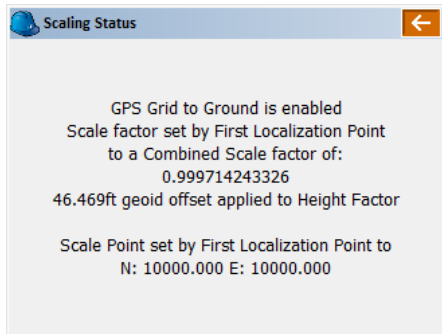 Scaling Status
GPS Grid to Ground is enabled
Scale factor set by First Localization Point
to a Combined Scale factor of:
0.999714243326
46.469ft geoid offset applied to Height Factor
Scale Point set by First Localization Point to
N: 10000.000 E: 10000.000